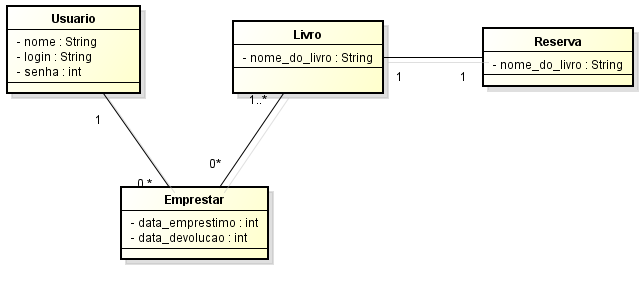 Usuario
- nome : String
- login : String
- senha : int
Livro
- nome_do_livro : String
Reserva
- nome_do_livro : String
1
1
1
1..*
0*
0..*
Emprestar
- data_emprestimo : int
- data_devolucao : int